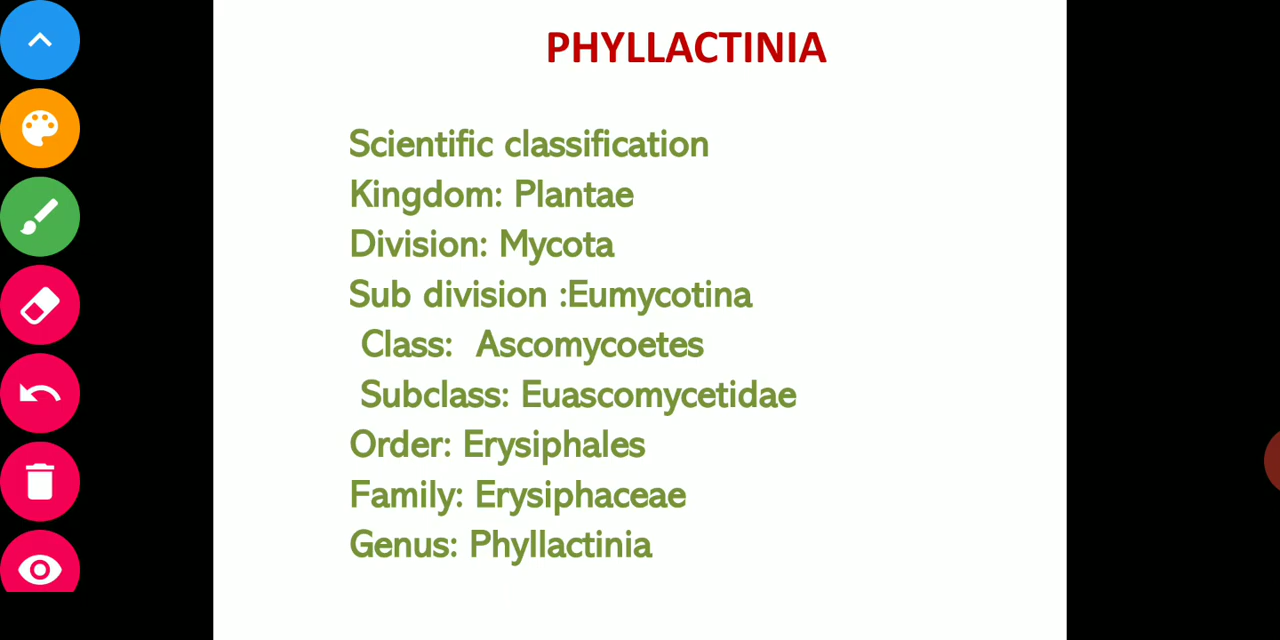 PHYLLACTINIA
Scientific classification
Kingdom: Plantae
Division: Mycota
Sub division :Eumycotina
Class: Ascomycoetes
Subclass: Euascomycetidae
Order: Erysiphales
Family: Erysiphaceae
Genus: Phyllactinia